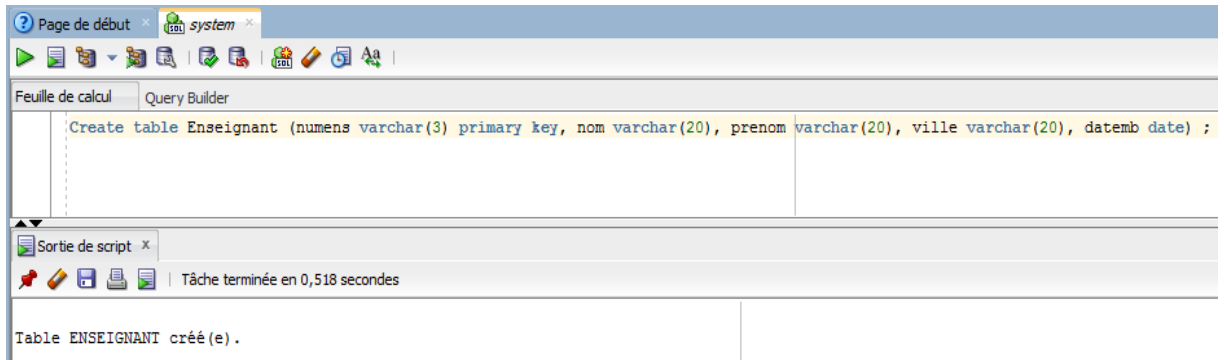 Page de début
system
Feuille de calcul Query Builder
Create table Enseignant (numens varchar(3) primary key, nom varchar(20), prenom varchar(20), ville varchar(20), datemb date) ;
Sortie de script
Tâche terminée en 0,518 secondes
Table ENSEIGNANT créé(e).